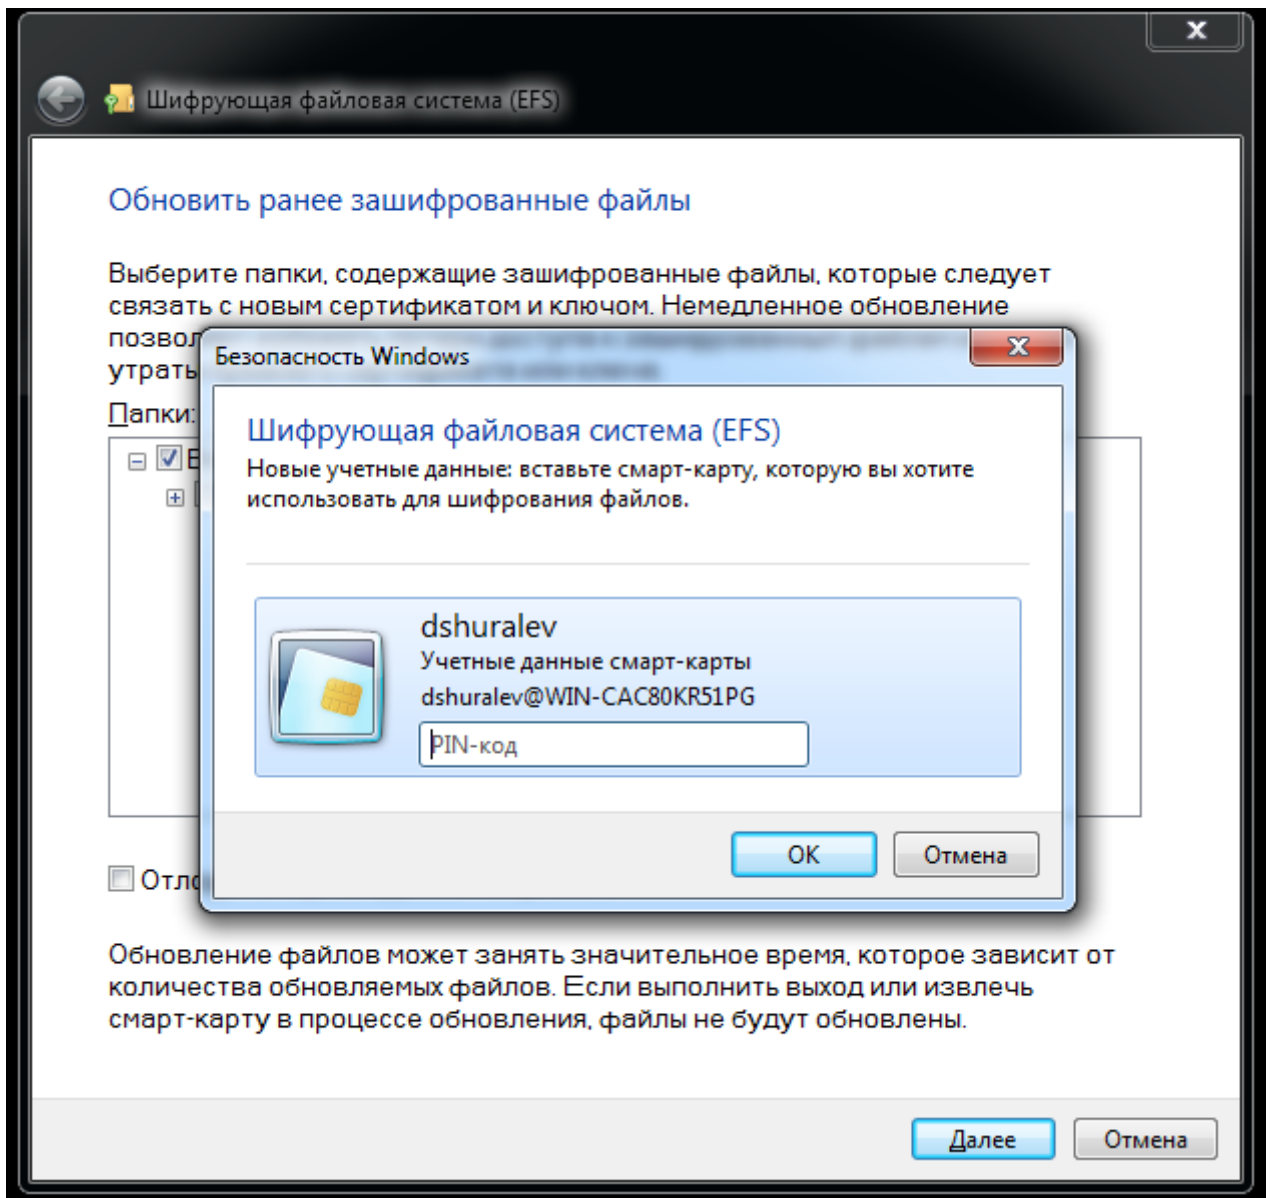 Шифрующая файловая система (EFS)
Обновить ранее зашифрованные файлы
Выберите папки, содержащие зашифрованные файлы, которые следует
связать с новым сертификатом и ключом. Немедленное обновление
Папки:
Безопасность Windows
Шифрующая файловая система (EFS)
Новые учетные данные: вставьте смарт-карту, которую вы хотите
использовать для шифрования файлов.
dshuralev
Учетные данные смарт-карты
dshuralev@WIN-CAC80KR51PG
PIN-код
OK
Отмена
Обновление файлов может занять значительное время, которое зависит от
количества обновляемых файлов. Если выполнить выход или извлечь
смарт-карту в процессе обновления, файлы не будут обновлены.
Далее
Отмена